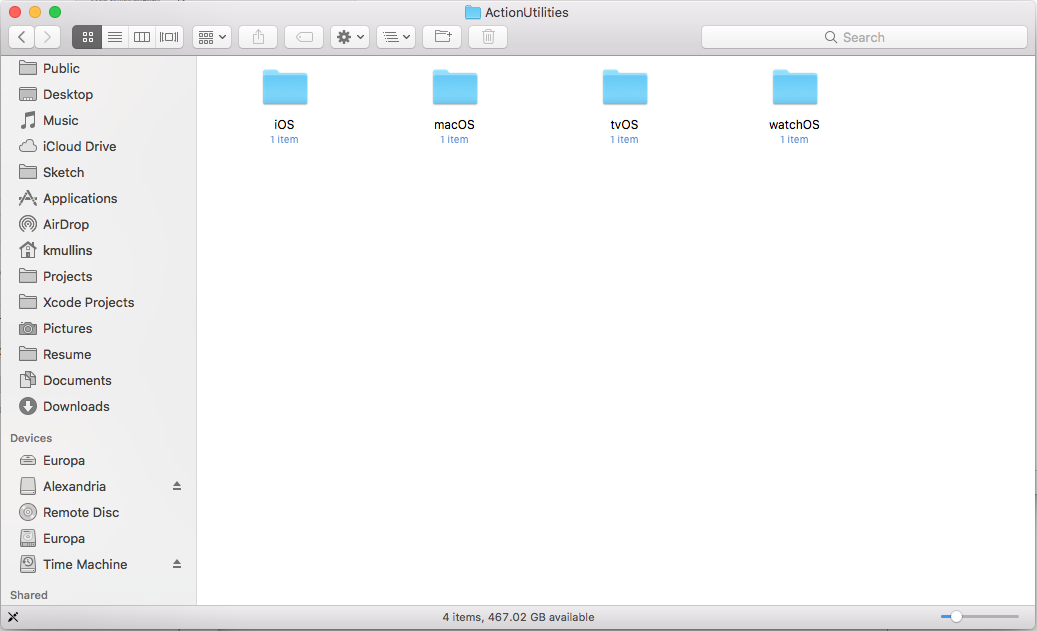 ActionUtilities
Search
Public
Desktop
Music
iCloud Drive
Sketch
Applications
AirDrop
kmullins
Projects
Xcode Projects
Pictures
Resume
Documents
Downloads
Devices
Europa
Alexandria
Remote Disc
Europa
Time Machine
Shared
iOS
1 item
macOS
1 item
tvOS
1 item
watchOS
1 item
4 items, 467.02 GB available